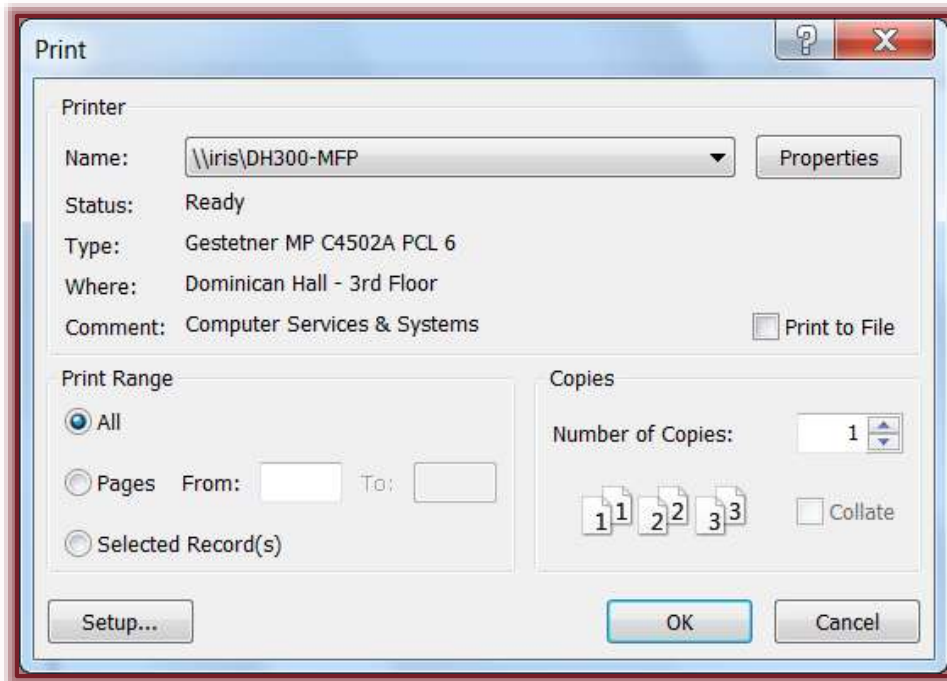 Print
Printer
Name: \\iris\DH300-MFP Properties
Status: Ready
Type: Gestetner MP C4502A PCL 6
Where: Dominican Hall - 3rd Floor
Comment: Computer Services & Systems Print to File
Print Range
All
Pages From: To:
Selected Record(s)
Copies
Number of Copies: 1
1 1 2 2 3 3 Collate
Setup... OK Cancel